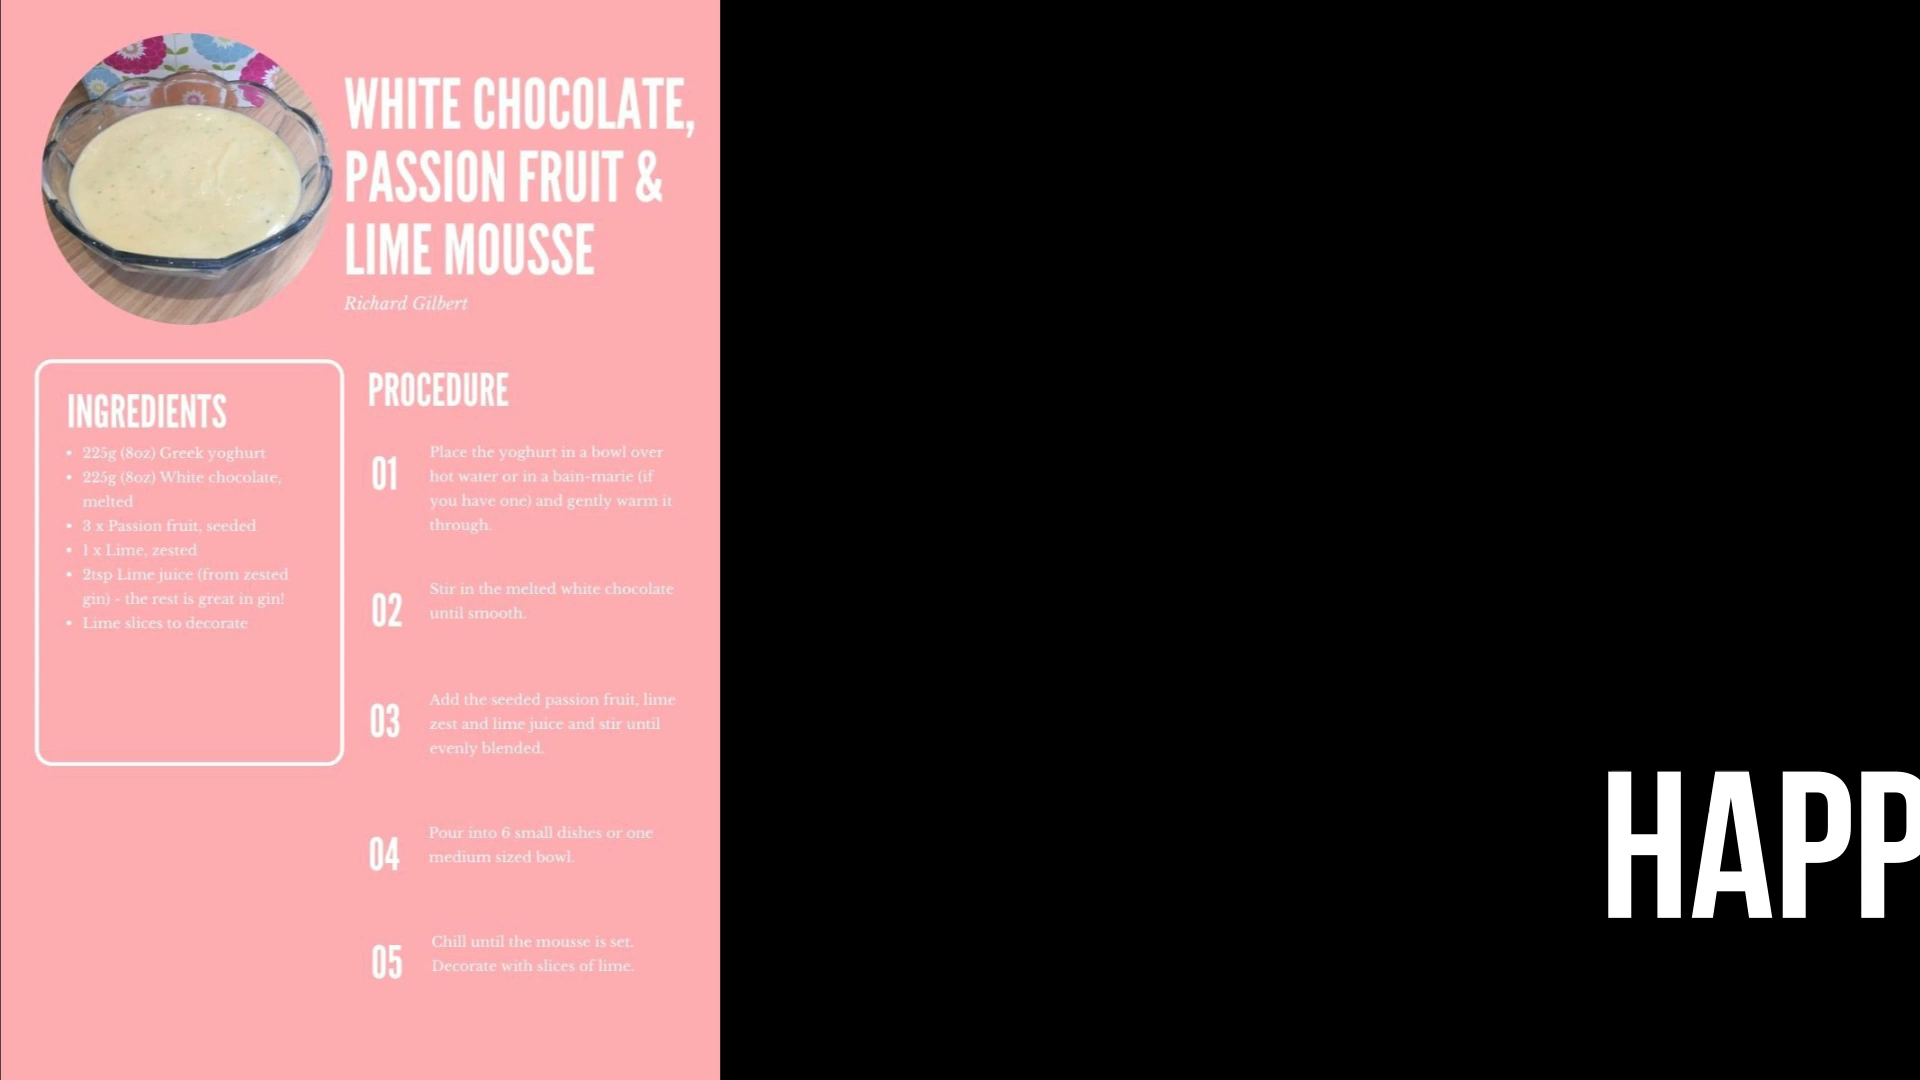 WHITE CHOCOLATE,
PASSION FRUIT &
LIME MOUSSE
Richard Gilbert
INGREDIENTS
• 225g (8oz) Greek yoghurt
• 225g (8oz) White chocolate,
melted
• 3 x Passion fruit, seeded
• 1 x Lime, zested
• 2tsp Lime juice (from zested
gin) - the rest is great in gin!
• Lime slices to decorate
PROCEDURE
01
Place the yoghurt in a bowl over
hot water or in a bain-marie (if
you have one) and gently warm it
through.
02
Stir in the melted white chocolate
until smooth.
03
Add the seeded passion fruit, lime
zest and lime juice and stir until
evenly blended.
04
Pour into 6 small dishes or one
medium sized bowl.
05
Chill until the mousse is set.
Decorate with slices of lime.
HAPP